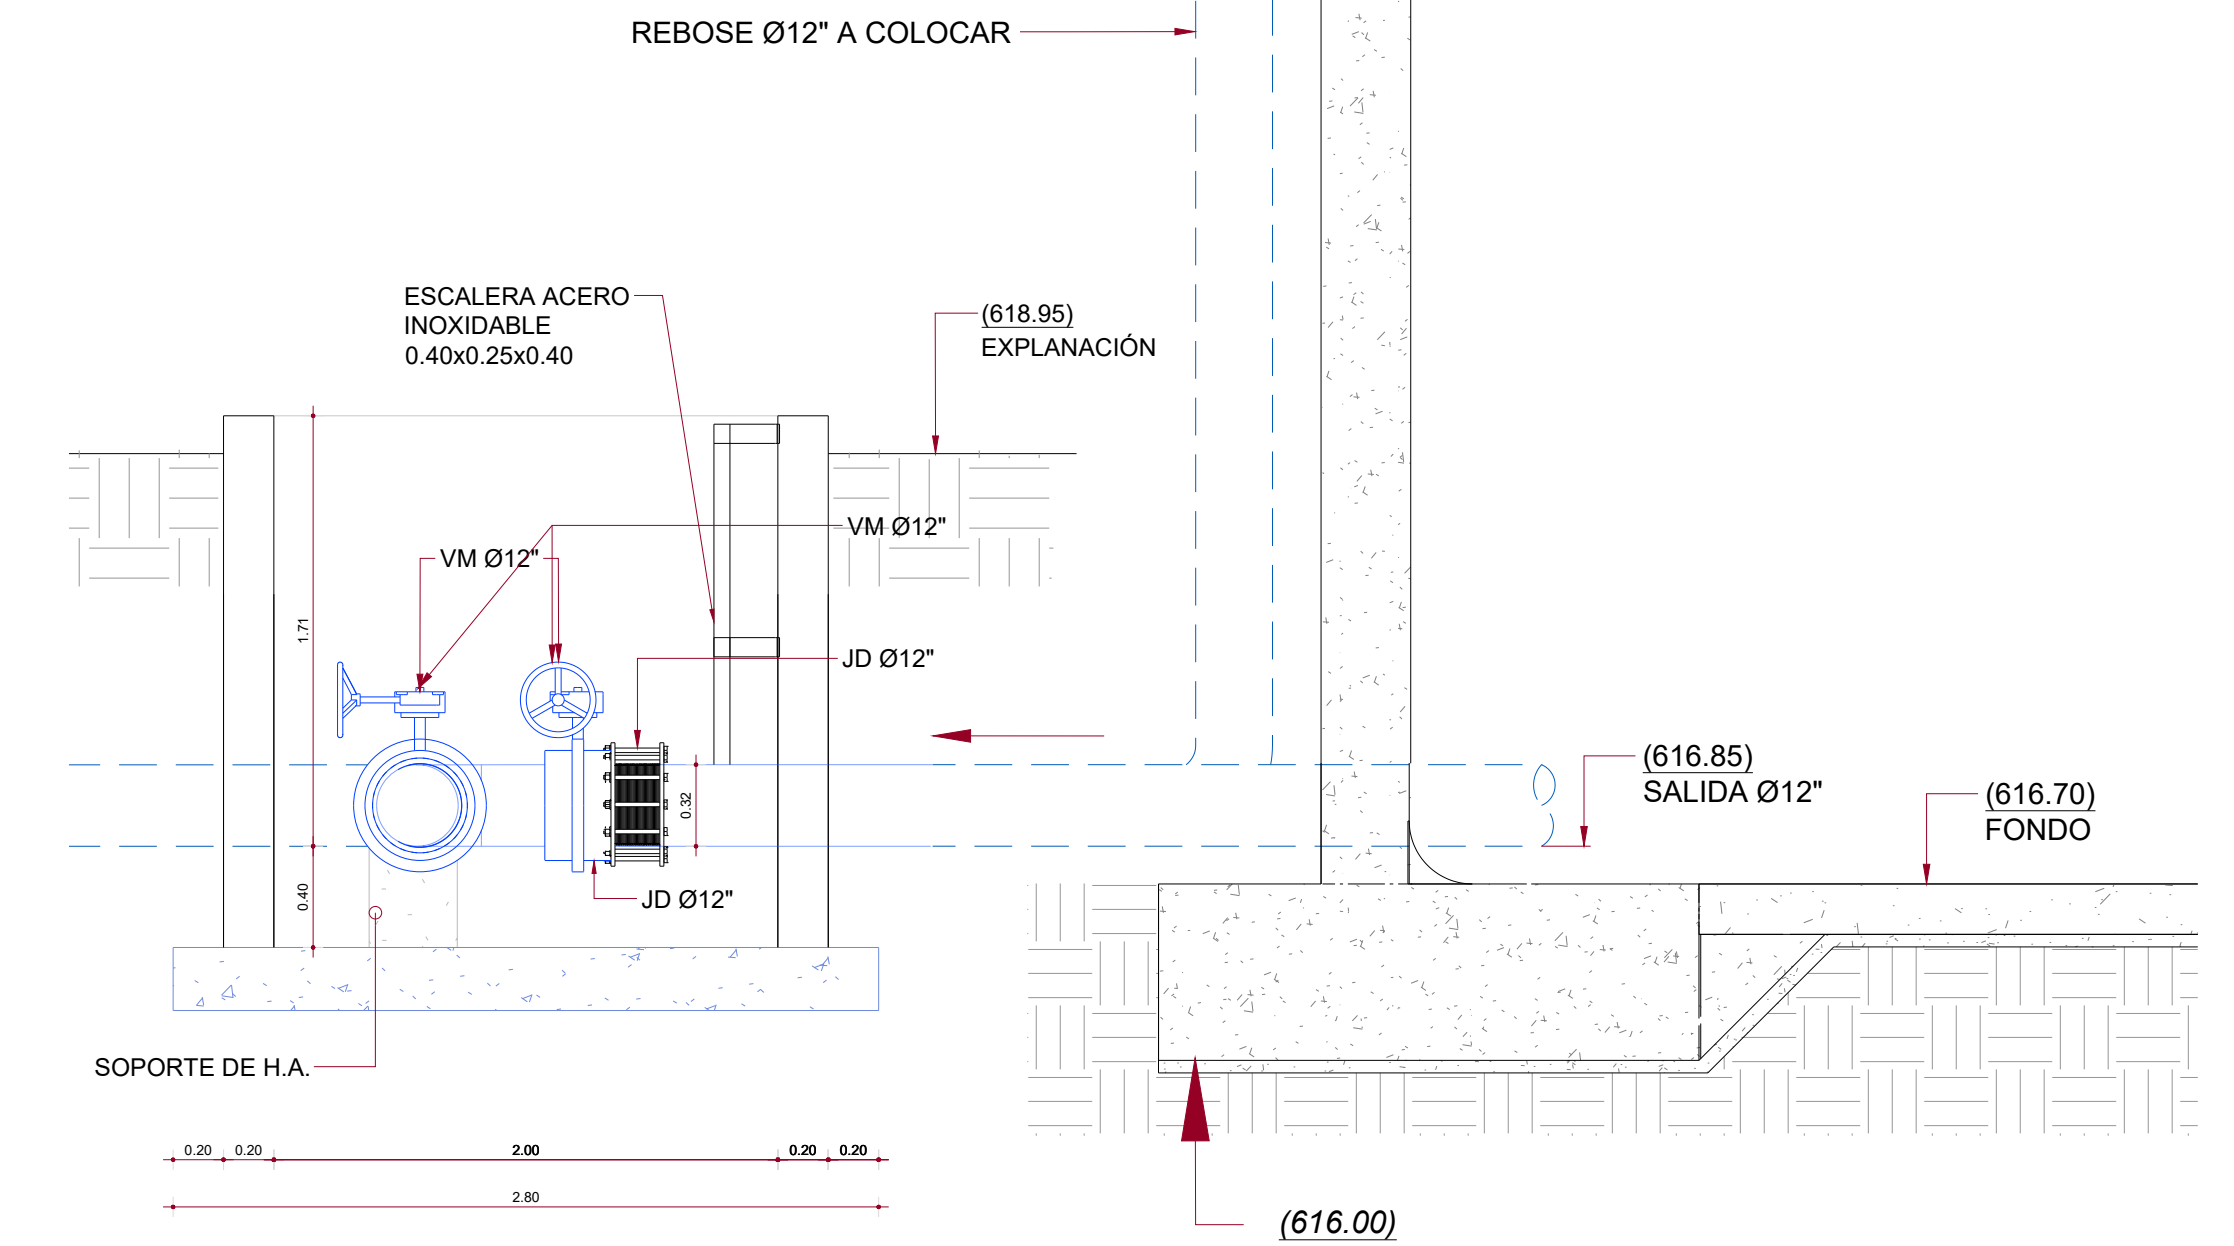 REBOSE Ø12" A COLOCAR
ESCALERA ACERO
INOXIDABLE
0.40x0.25x0.40
(618.95)
EXPLANACIÓN
VM Ø12"
VM Ø12"
1.71
JD Ø12"
(616.85)
SALIDA Ø12"
(616.70)
FONDO
0.32
0.40
JD Ø12"
SOPORTE DE H.A.
0.20 0.20 2.00 0.20 0.20
2.80
(616.00)